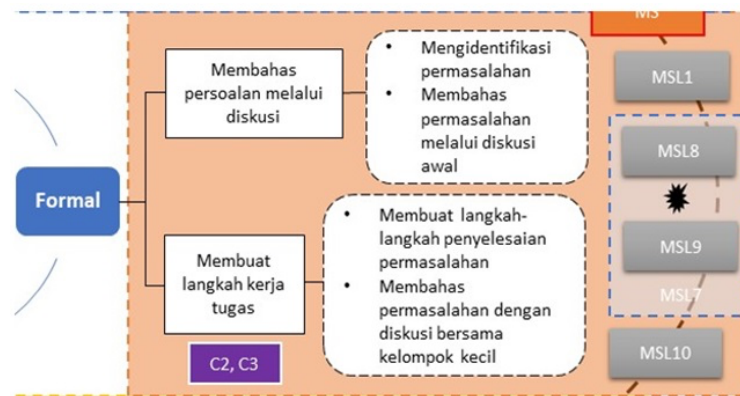 MS
Membahas
persoalan melalui
diskusi
• Mengidentifikasi
permasalahan
• Membahas
permasalahan
melalui diskusi
awal
MSL1
MSL8
Formal
Membuat
langkah kerja
tugas
• Membuat langkah-
langkah penyelesaian
permasalahan
• Membahas
permasalahan dengan
diskusi bersama
kelompok kecil
MSL9
MSL7
C2, C3
MSL10